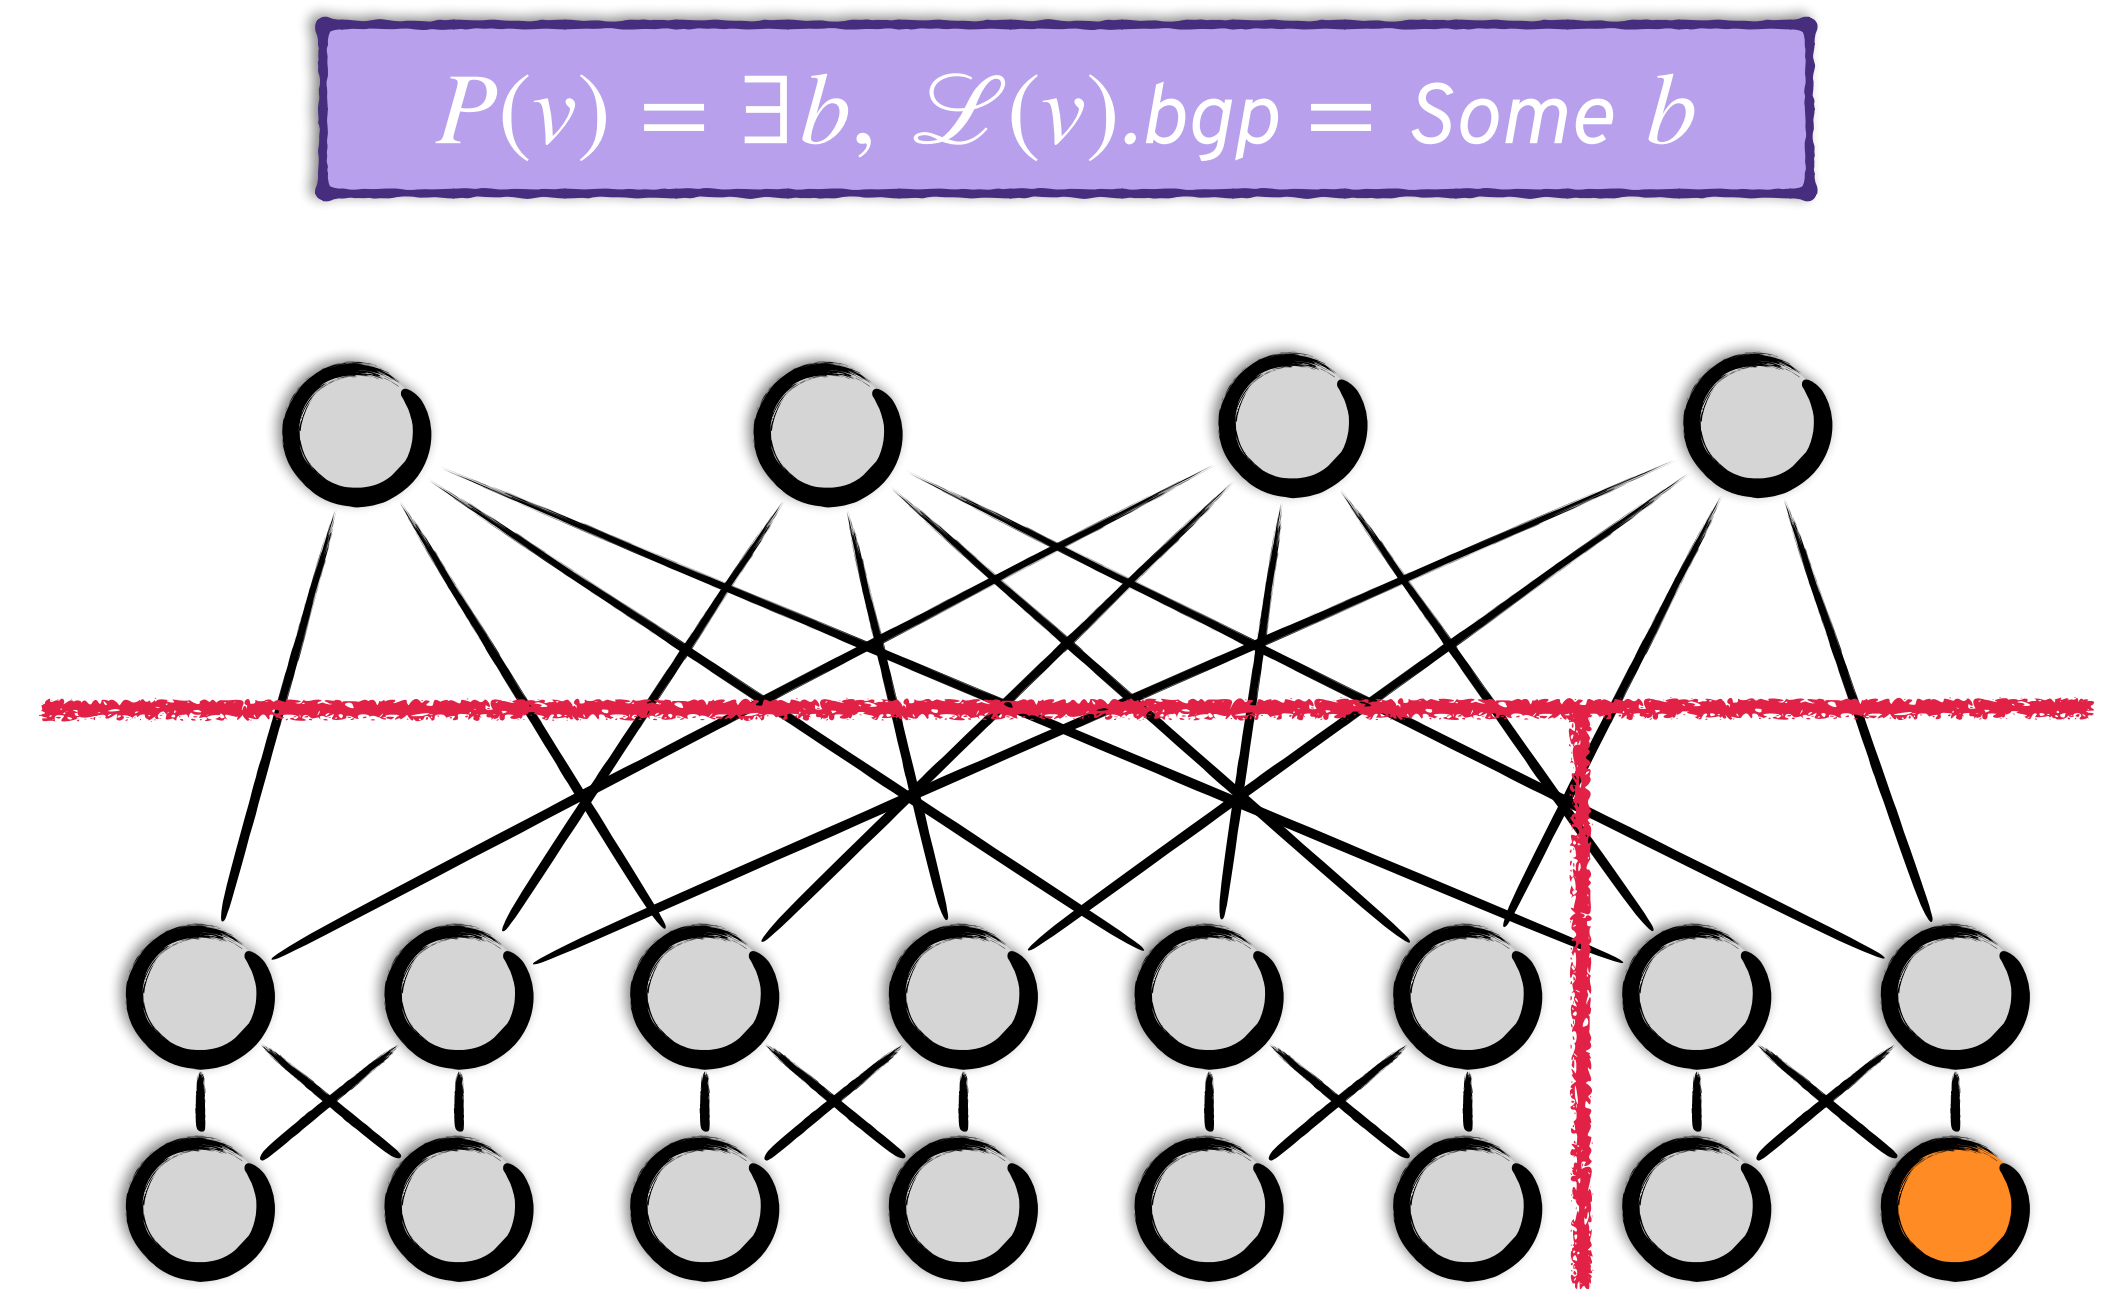 P(v) = ∃b, ℒ(v).bgp = Some b